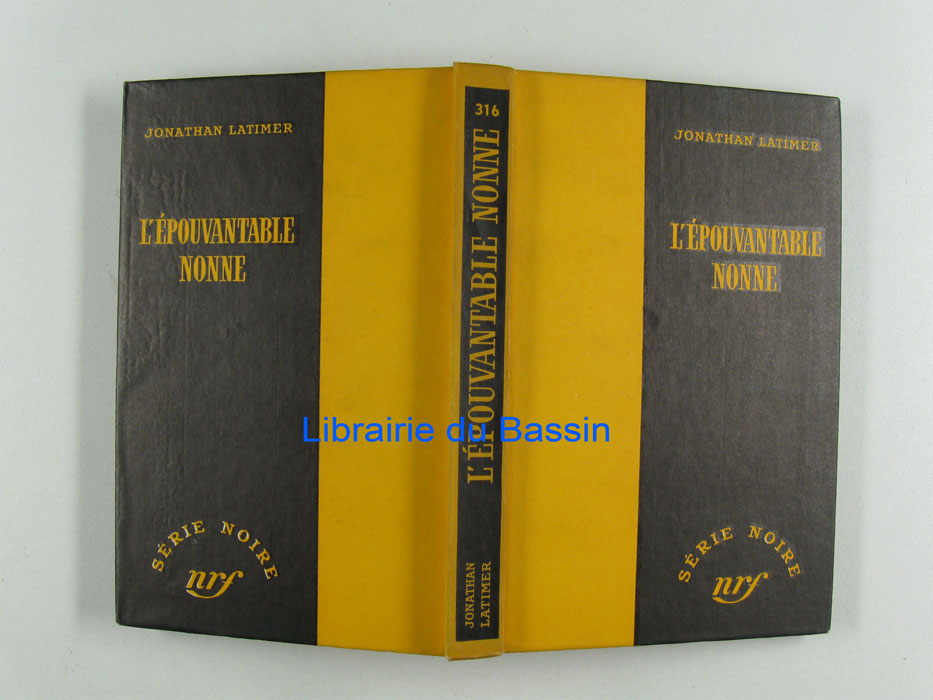 JONATHAN LATIMER
L'ÉPOUVANTABLE
NONNE
SÉRIE NOIRE
nrf
316
L'ÉPOUVANTABLE NONNE
JONATHAN
LATIMER
JONATHAN LATIMER
L'ÉPOUVANTABLE
NONNE
SÉRIE NOIRE
nrf
Librairie du Bassin